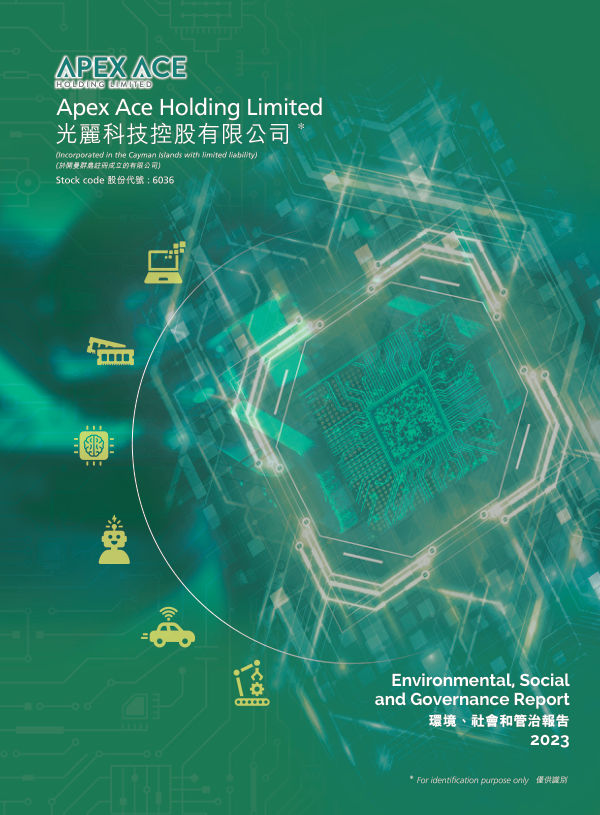 APEX ACE
HOLDING LIMITED
Apex Ace Holding Limited
光麗科技控股有限公司 *
(Incorporated in the Cayman Islands with limited liability)
(於開曼群島註冊成立的有限公司)
Stock code 股份代號 : 6036
Environmental, Social
and Governance Report
環境、社會和管治報告
2023
* For identification purpose only 僅供識別